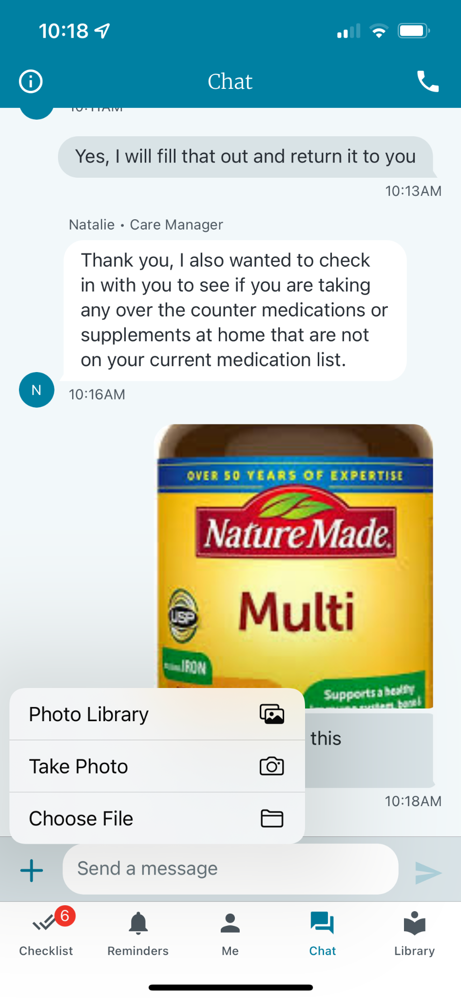 10:18
Chat
Yes, I will fill that out and return it to you
10:13AM
Natalie • Care Manager
Thank you, I also wanted to check
in with you to see if you are taking
any over the counter medications or
supplements at home that are not
on your current medication list.
N
10:16AM
OVER 50 YEARS OF EXPERTISE
Nature Made®
Multi
USP
IRON
Supports a healthy
system, bone
this
10:18AM
Photo Library
Take Photo
Choose File
Send a message
6
Checklist
Reminders
Me
Chat
Library